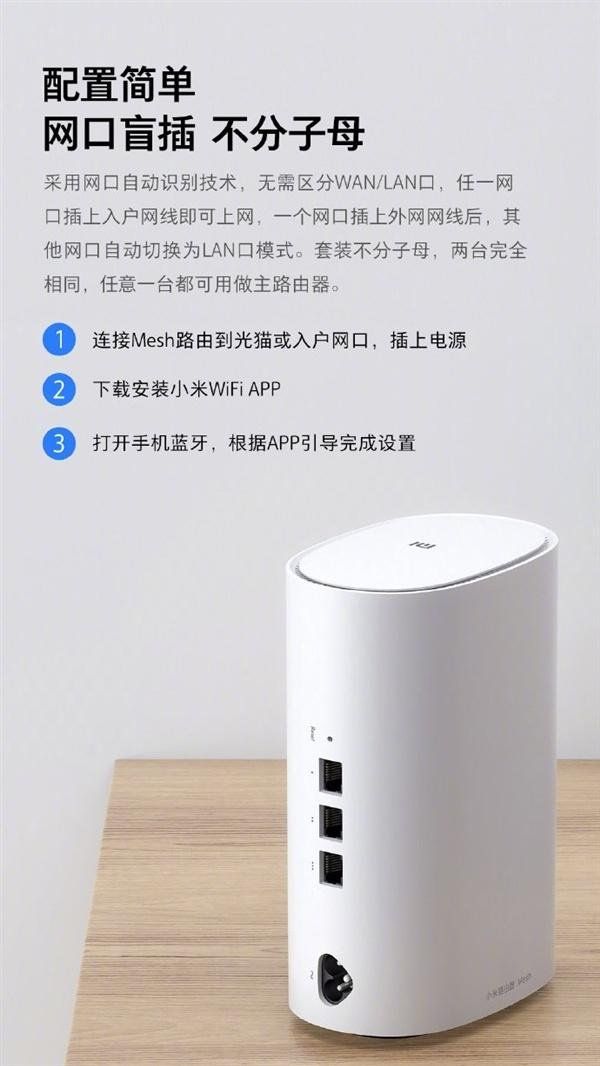 配置简单
网口盲插 不分子母
采用网口自动识别技术，无需区分WAN/LAN口，任一网
口插上入户网线即可上网，一个网口插上外网网线后，其
他网口自动切换为LAN口模式。套装不分子母，两台完全
相同，任意一台都可用做主路由器。
1 连接Mesh路由到光猫或入户网口，插上电源
2 下载安装小米WiFi APP
3 打开手机蓝牙，根据APP引导完成设置
Reset
小米路由器 Mesh